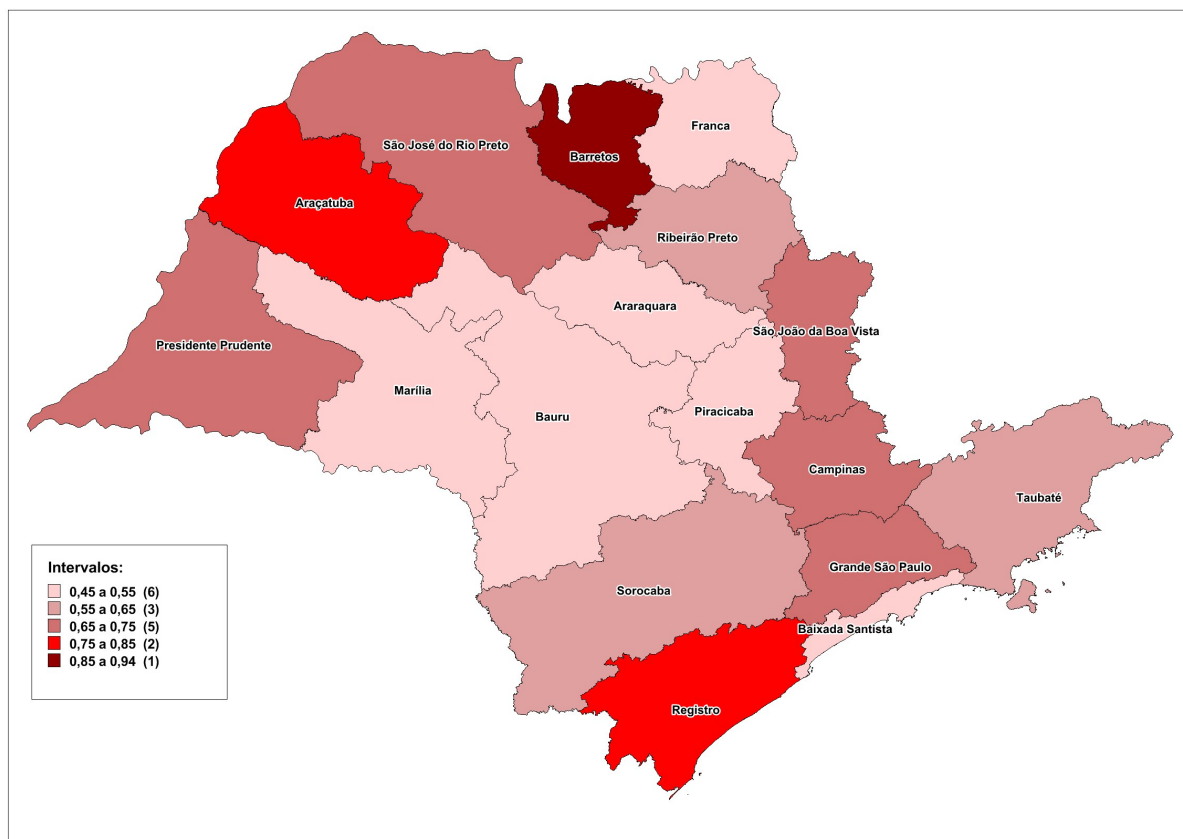 Franca
São José do Rio Preto
Barretos
Araçatuba
Ribeirão Preto
Araraquara
São João da Boa Vista
Presidente Prudente
Marília
Piracicaba
Bauru
Campinas
Taubaté
Grande São Paulo
Sorocaba
Baixada Santista
Registro
Intervalos:
0,45 a 0,55 (6)
0,55 a 0,65 (3)
0,65 a 0,75 (5)
0,75 a 0,85 (2)
0,85 a 0,94 (1)